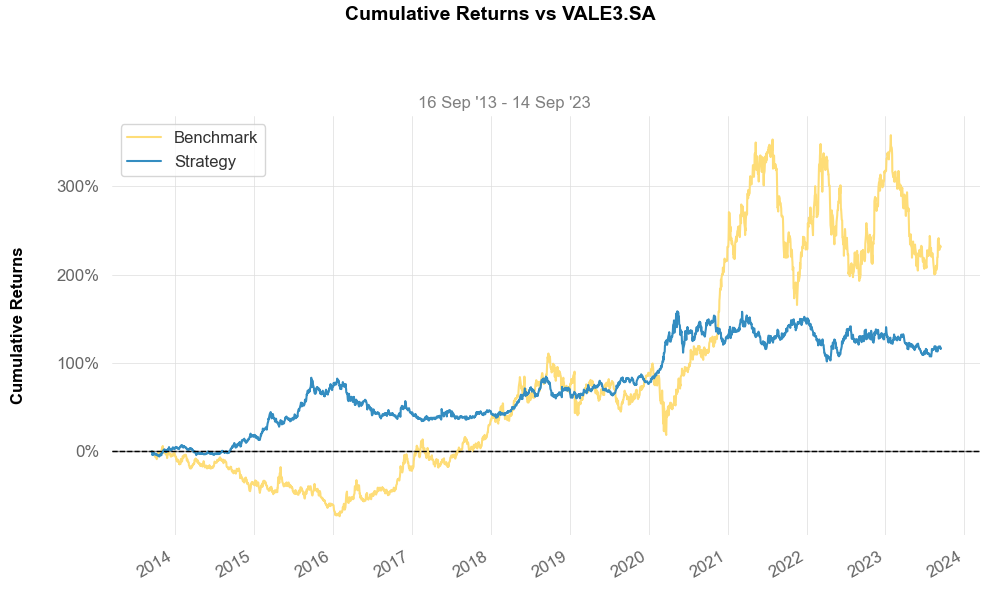 Cumulative Returns vs VALE3.SA
16 Sep '13 - 14 Sep '23
Benchmark
Strategy
Cumulative Returns
300%
200%
100%
0%
2014 2015 2016 2017 2018 2019 2020 2021 2022 2023 2024